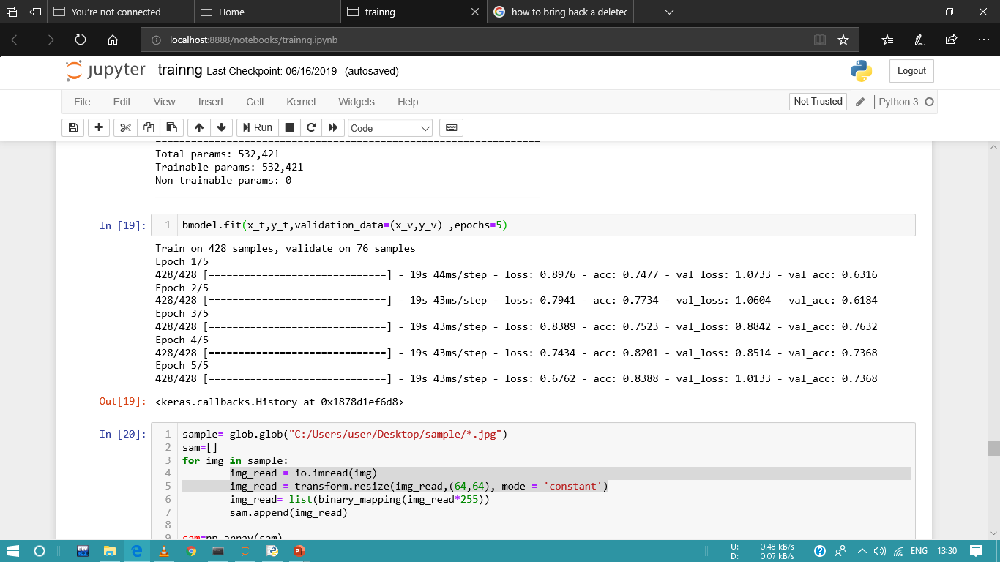 You're not connected
Home
trainng
how to bring back a deleted
localhost:8888/notebooks/trainng.ipynb
jupyter trainng Last Checkpoint: 06/16/2019 (autosaved)
Logout
File Edit View Insert Cell Kernel Widgets Help
Not Trusted
Python 3
Run
Code
Total params: 532,421
Trainable params: 532,421
Non-trainable params: 0
In [19]: 1 bmodel.fit(x_t,y_t,validation_data=(x_v,y_v) ,epochs=5)
Train on 428 samples, validate on 76 samples
Epoch 1/5
428/428 [==============================] - 19s 44ms/step - loss: 0.8976 - acc: 0.7477 - val_loss: 1.0733 - val_acc: 0.6316
Epoch 2/5
428/428 [==============================] - 19s 43ms/step - loss: 0.7941 - acc: 0.7734 - val_loss: 1.0604 - val_acc: 0.6184
Epoch 3/5
428/428 [==============================] - 19s 43ms/step - loss: 0.8389 - acc: 0.7523 - val_loss: 0.8842 - val_acc: 0.7632
Epoch 4/5
428/428 [==============================] - 19s 43ms/step - loss: 0.7434 - acc: 0.8201 - val_loss: 0.8514 - val_acc: 0.7368
Epoch 5/5
428/428 [==============================] - 19s 43ms/step - loss: 0.6762 - acc: 0.8388 - val_loss: 1.0133 - val_acc: 0.7368
Out[19]: <keras.callbacks.History at 0x1878d1ef6d8>
In [20]: 1 sample= glob.glob("C:/Users/user/Desktop/sample/*.jpg")
2 sam=[]
3 for img in sample:
4 img_read = io.imread(img)
5 img_read = transform.resize(img_read,(64,64), mode = 'constant')
6 img_read= list(binary_mapping(img_read*255))
7 sam.append(img_read)
8
9 sam=np.array(sam)
U: 0.48 kB/s
D: 0.07 kB/s
ENG 13:30